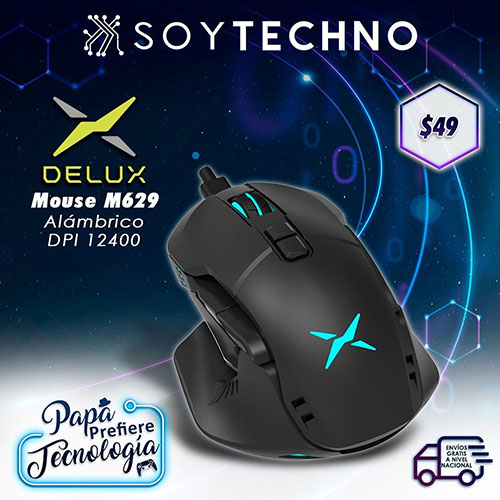 SOYTECHNO
$49
DELUX
Mouse M629
Alámbrico
DPI 12400
Papá
Prefiere
Tecnología
ENVÍOS
GRATIS
A NIVEL
NACIONAL